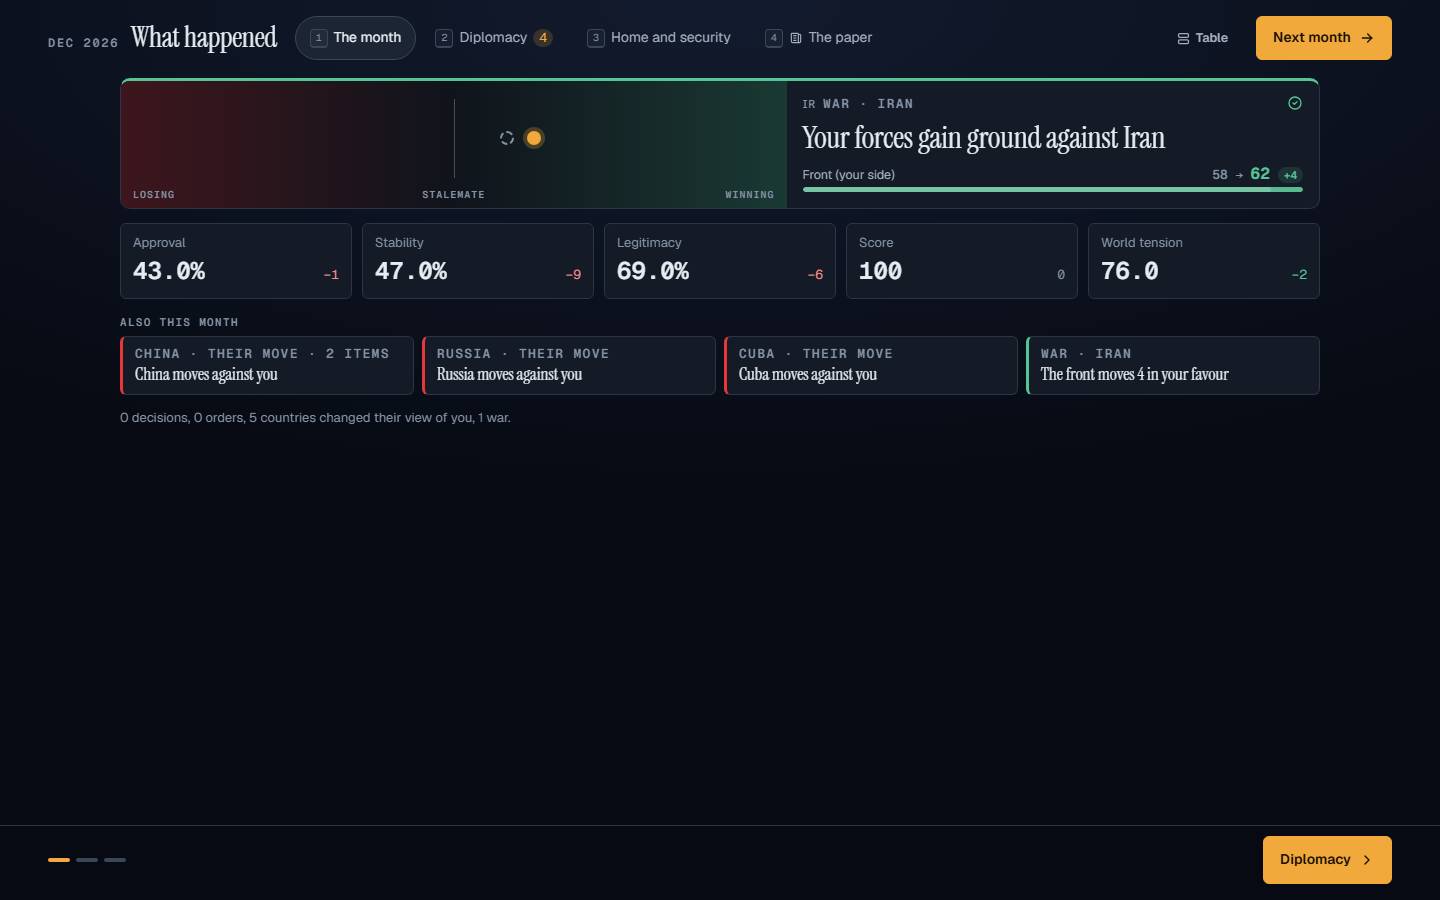 DEC 2026 What happened 1 The month 2 Diplomacy 4 3 Home and security 4 The paper Table Next month →
IR WAR · IRAN
Your forces gain ground against Iran
Front (your side) 58 → 62 +4
LOSING STALEMATE WINNING
Approval
43.0% −1
Stability
47.0% −9
Legitimacy
69.0% −6
Score
100 0
World tension
76.0 −2
ALSO THIS MONTH
CHINA · THEIR MOVE · 2 ITEMS
China moves against you
RUSSIA · THEIR MOVE
Russia moves against you
CUBA · THEIR MOVE
Cuba moves against you
WAR · IRAN
The front moves 4 in your favour
0 decisions, 0 orders, 5 countries changed their view of you, 1 war.
Diplomacy